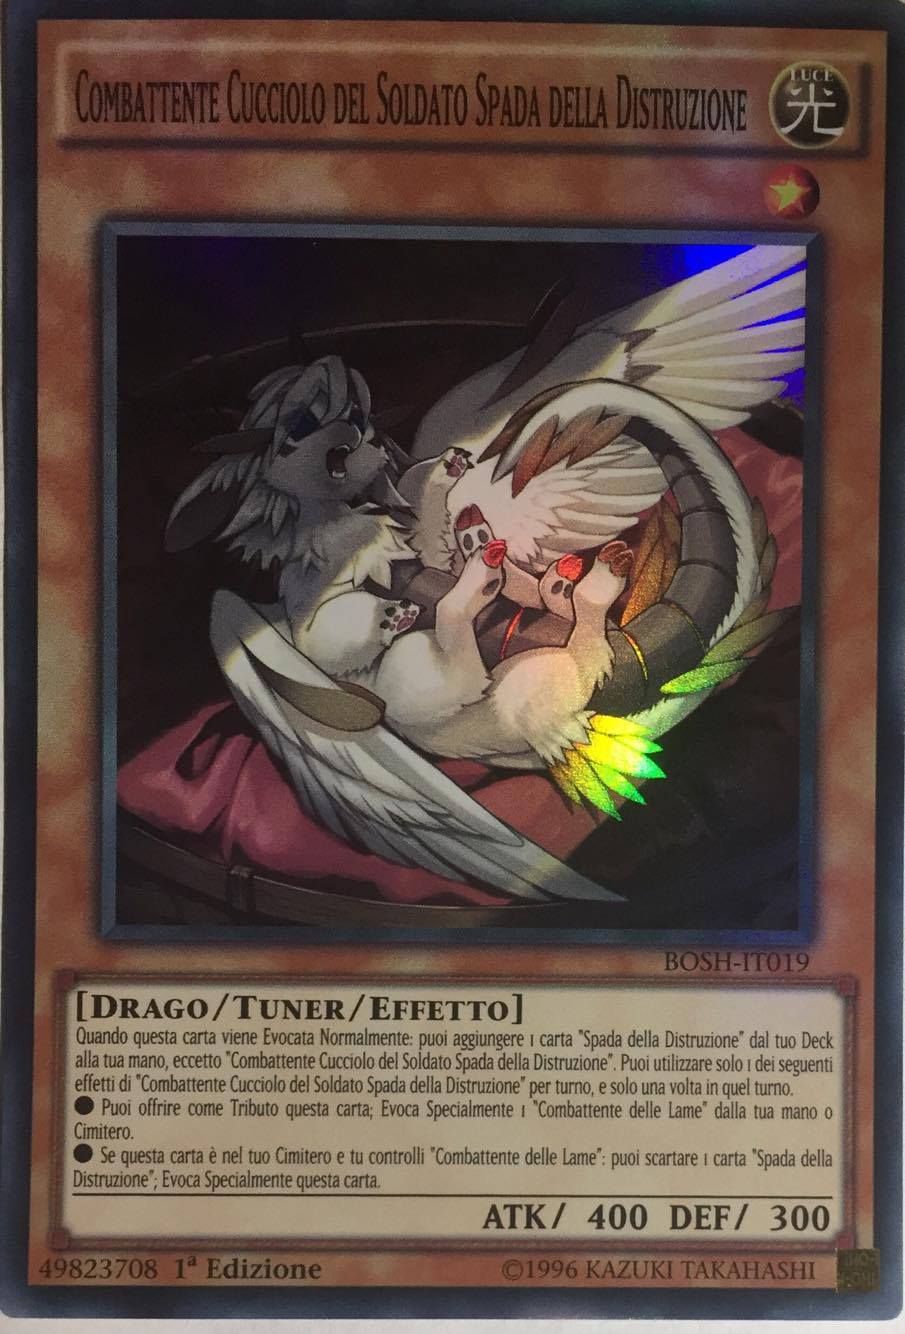 COMBATTENTE CUCCIOLO DEL SOLDATO SPADA DELLA DISTRUZIONE
LUCE
光
BOSH-IT019
[DRAGO/TUNER/EFFETTO]
Quando questa carta viene Evocata Normalmente: puoi aggiungere 1 carta "Spada della Distruzione" dal tuo Deck
alla tua mano, eccetto "Combattente Cucciolo del Soldato Spada della Distruzione". Puoi utilizzare solo 1 dei seguenti
effetti di "Combattente Cucciolo del Soldato Spada della Distruzione" per turno, e solo una volta in quel turno.
● Puoi offrire come Tributo questa carta; Evoca Specialmente 1 "Combattente delle Lame" dalla tua mano o
Cimitero.
● Se questa carta è nel tuo Cimitero e tu controlli "Combattente delle Lame": puoi scartare 1 carta "Spada della
Distruzione"; Evoca Specialmente questa carta.
ATK/ 400 DEF/ 300
49823708 1ª Edizione ©1996 KAZUKI TAKAHASHI